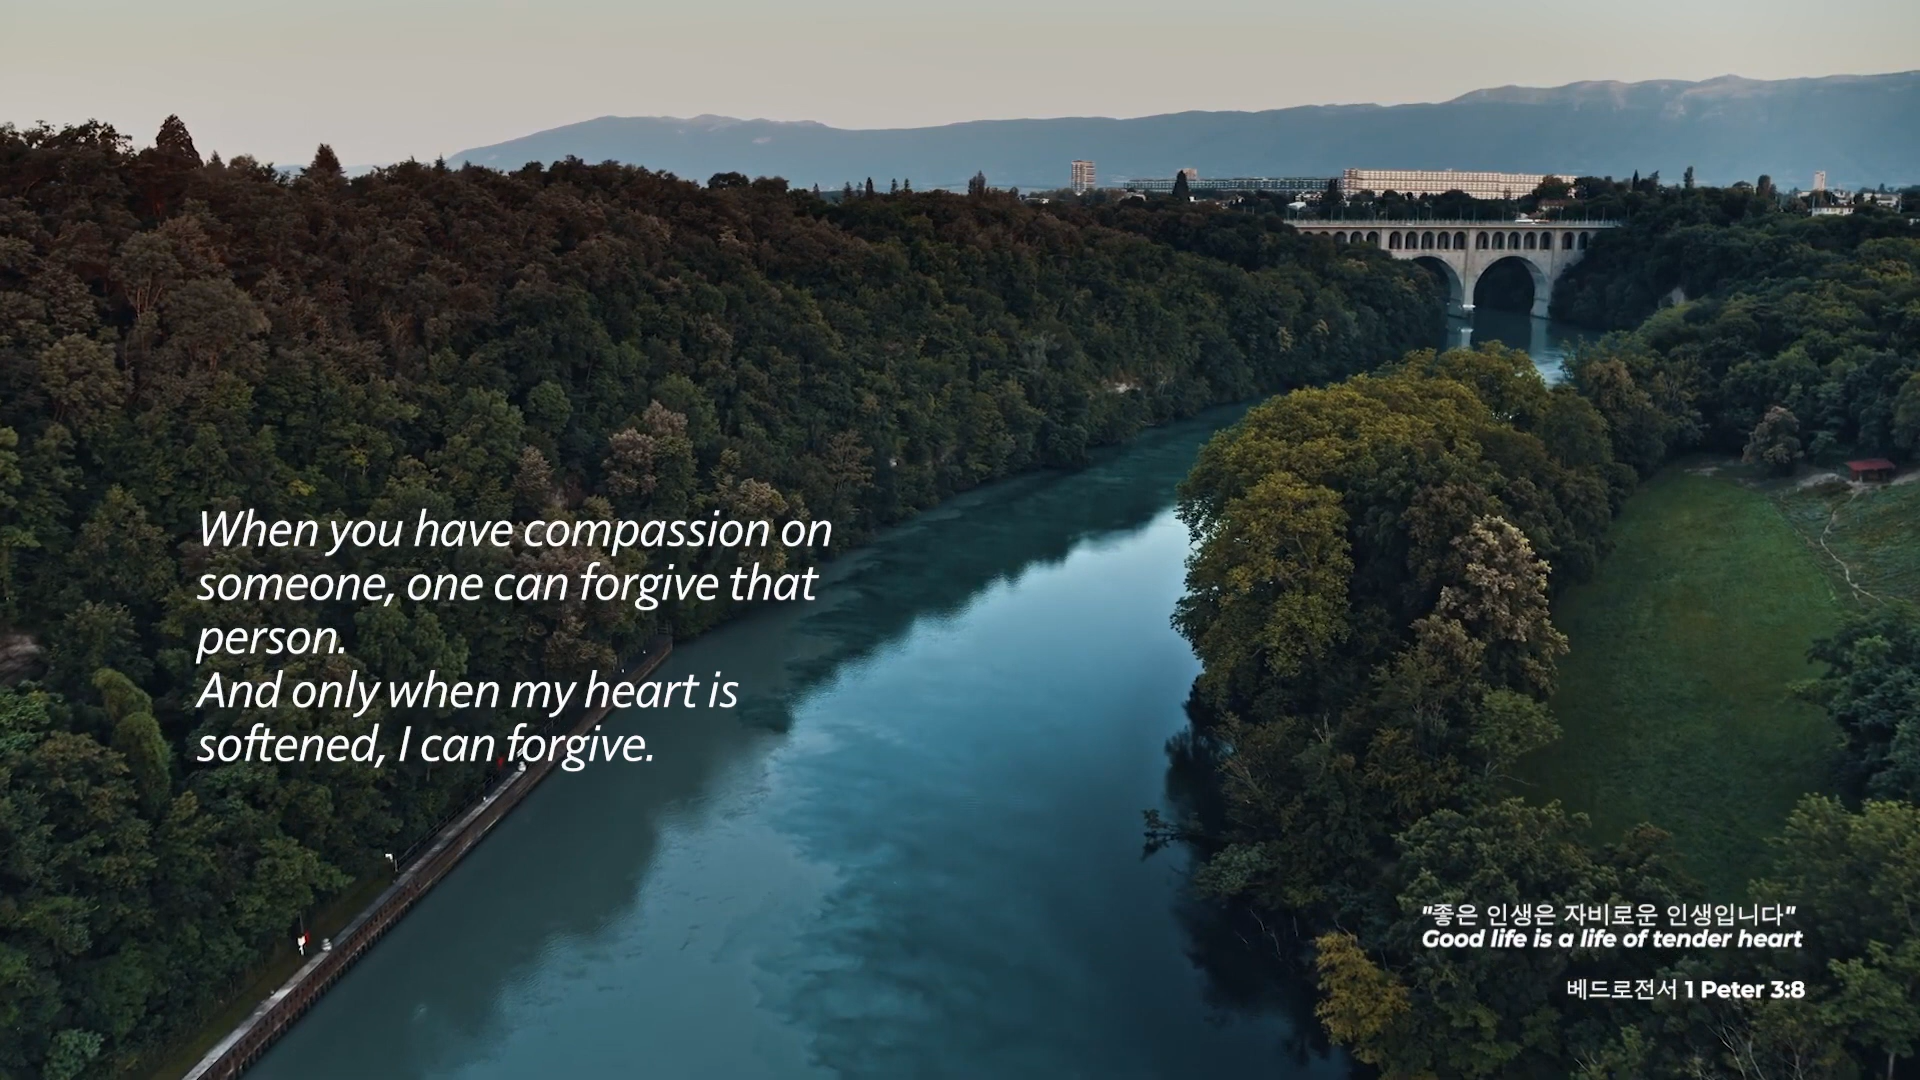 When you have compassion on
someone, one can forgive that
person.
And only when my heart is
softened, I can forgive.
"좋은 인생은 자비로운 인생입니다"
Good life is a life of tender heart
베드로전서 1 Peter 3:8